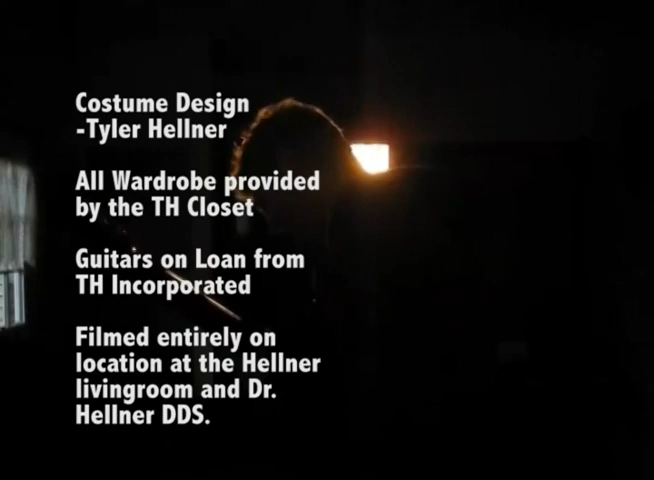 Costume Design
-Tyler Hellner
All Wardrobe provided
by the TH Closet
Guitars on Loan from
TH Incorporated
Filmed entirely on
location at the Hellner
livingroom and Dr.
Hellner DDS.